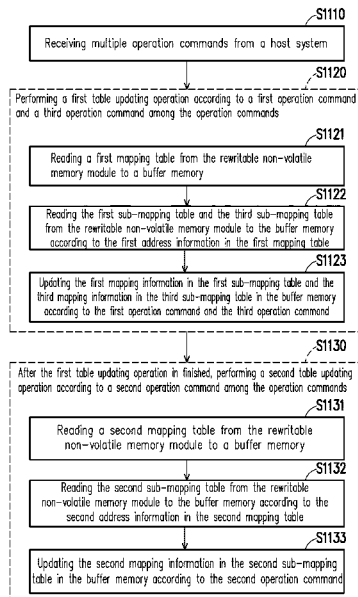 S1110
Receiving multiple operation commands from a host system
S1120
Performing a first table updating operation according to a first operation command
and a third operation command among the operation commands
S1121
Reading a first mapping table from the rewritable non-volatile
memory module to a buffer memory
S1122
Reading the first sub-mapping table and the third sub-mapping table
from the rewritable non-volatile memory module to the buffer memory
according to the first address information in the first mapping table
S1123
Updating the first mapping information in the first sub-mapping table and the
third mapping information in the third sub-mapping table in the buffer memory
according to the first operation command and the third operation command
S1130
After the first table updating operation in finished, performing a second table updating
operation according to a second operation command among the operation commands
S1131
Reading a second mapping table from the rewritable
non-volatile memory module to a buffer memory
S1132
Reading the second sub-mapping table from the rewritable
non-volatile memory module to the buffer memory according to the
second address information in the second mapping table
S1133
Updating the second mapping information in the second sub-mapping
table in the buffer memory according to the second operation command